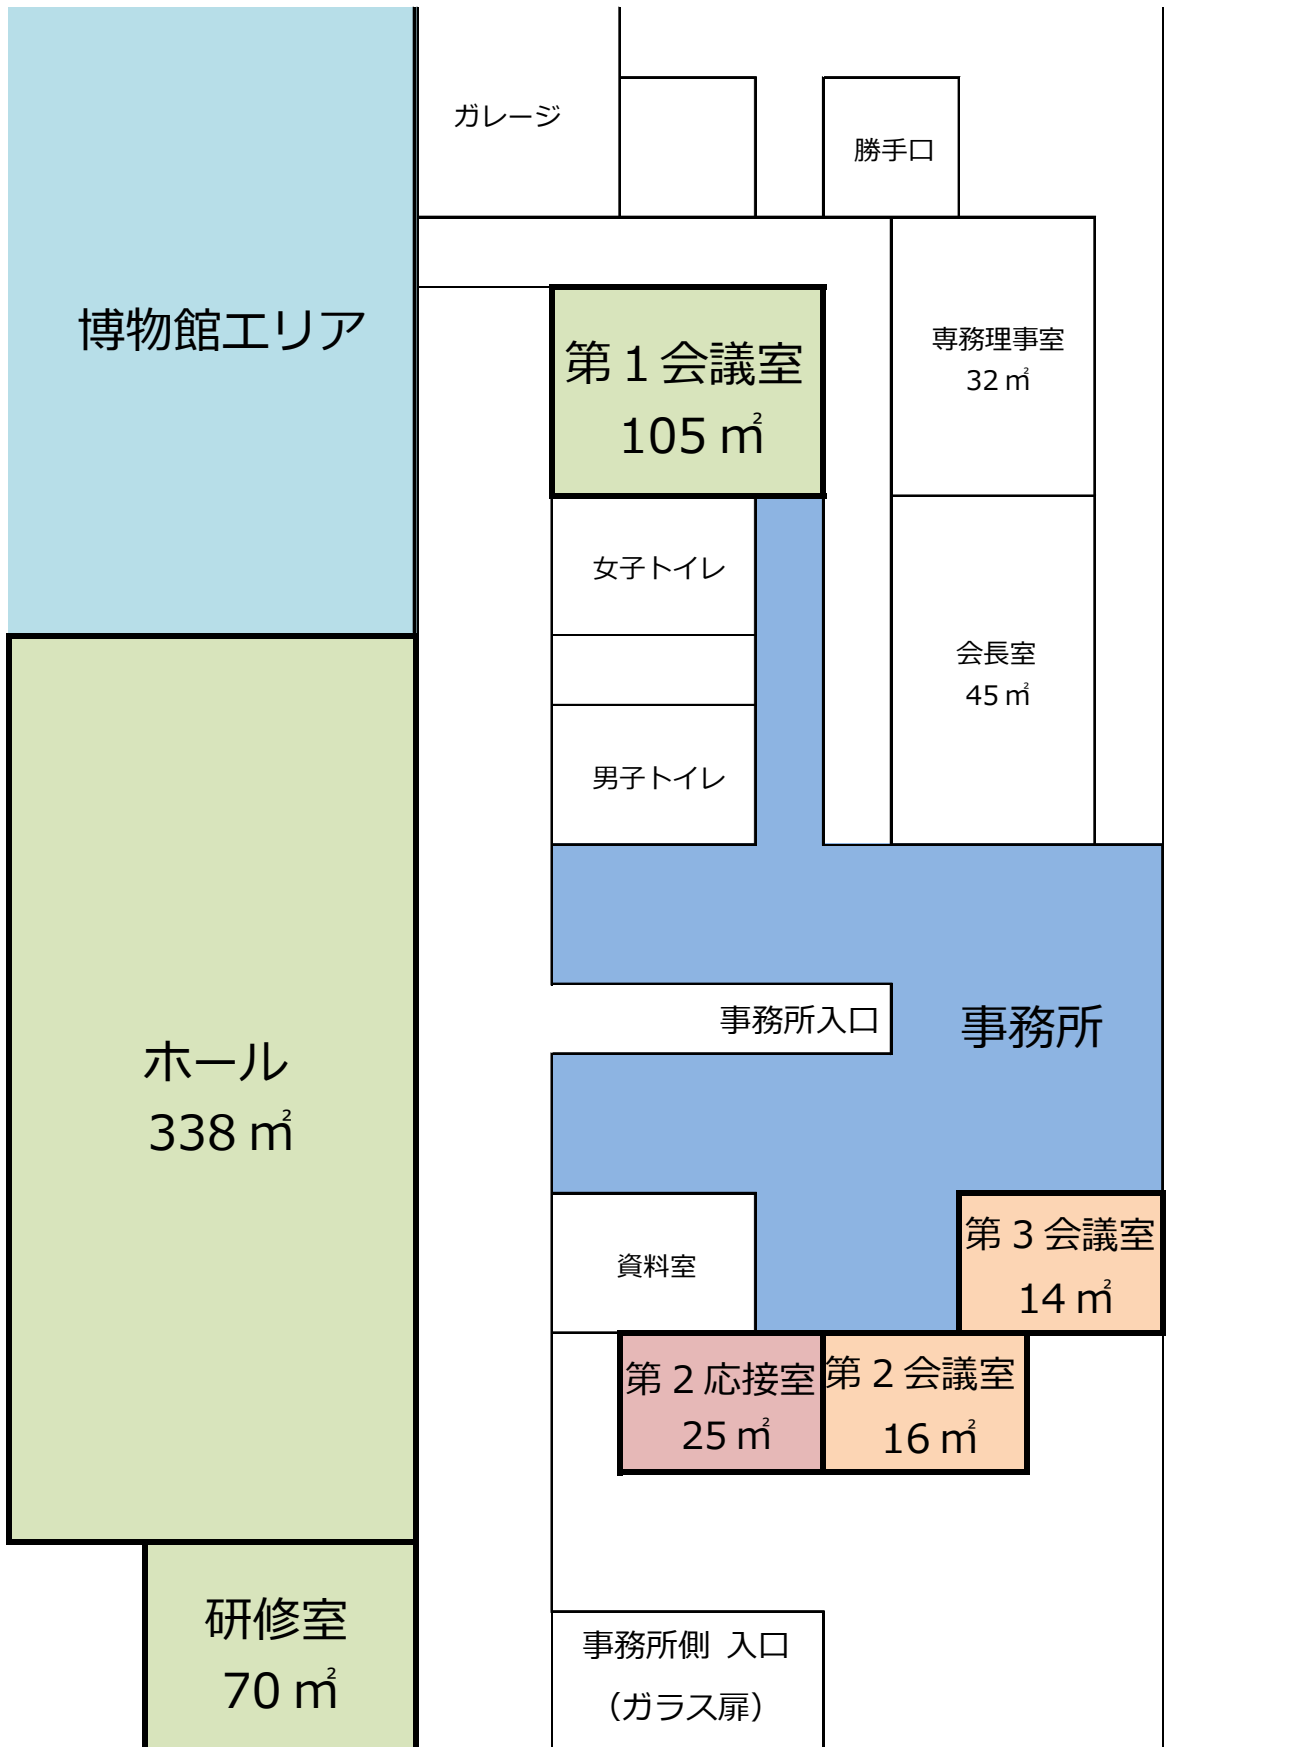 ガレージ
勝手口
博物館エリア
第1会議室
105㎡
専務理事室
32㎡
女子トイレ
会長室
45㎡
男子トイレ
事務所入口
事務所
ホール
338㎡
第3会議室
14㎡
資料室
第2応接室
25㎡
第2会議室
16㎡
研修室
70㎡
事務所側 入口
（ガラス扉）